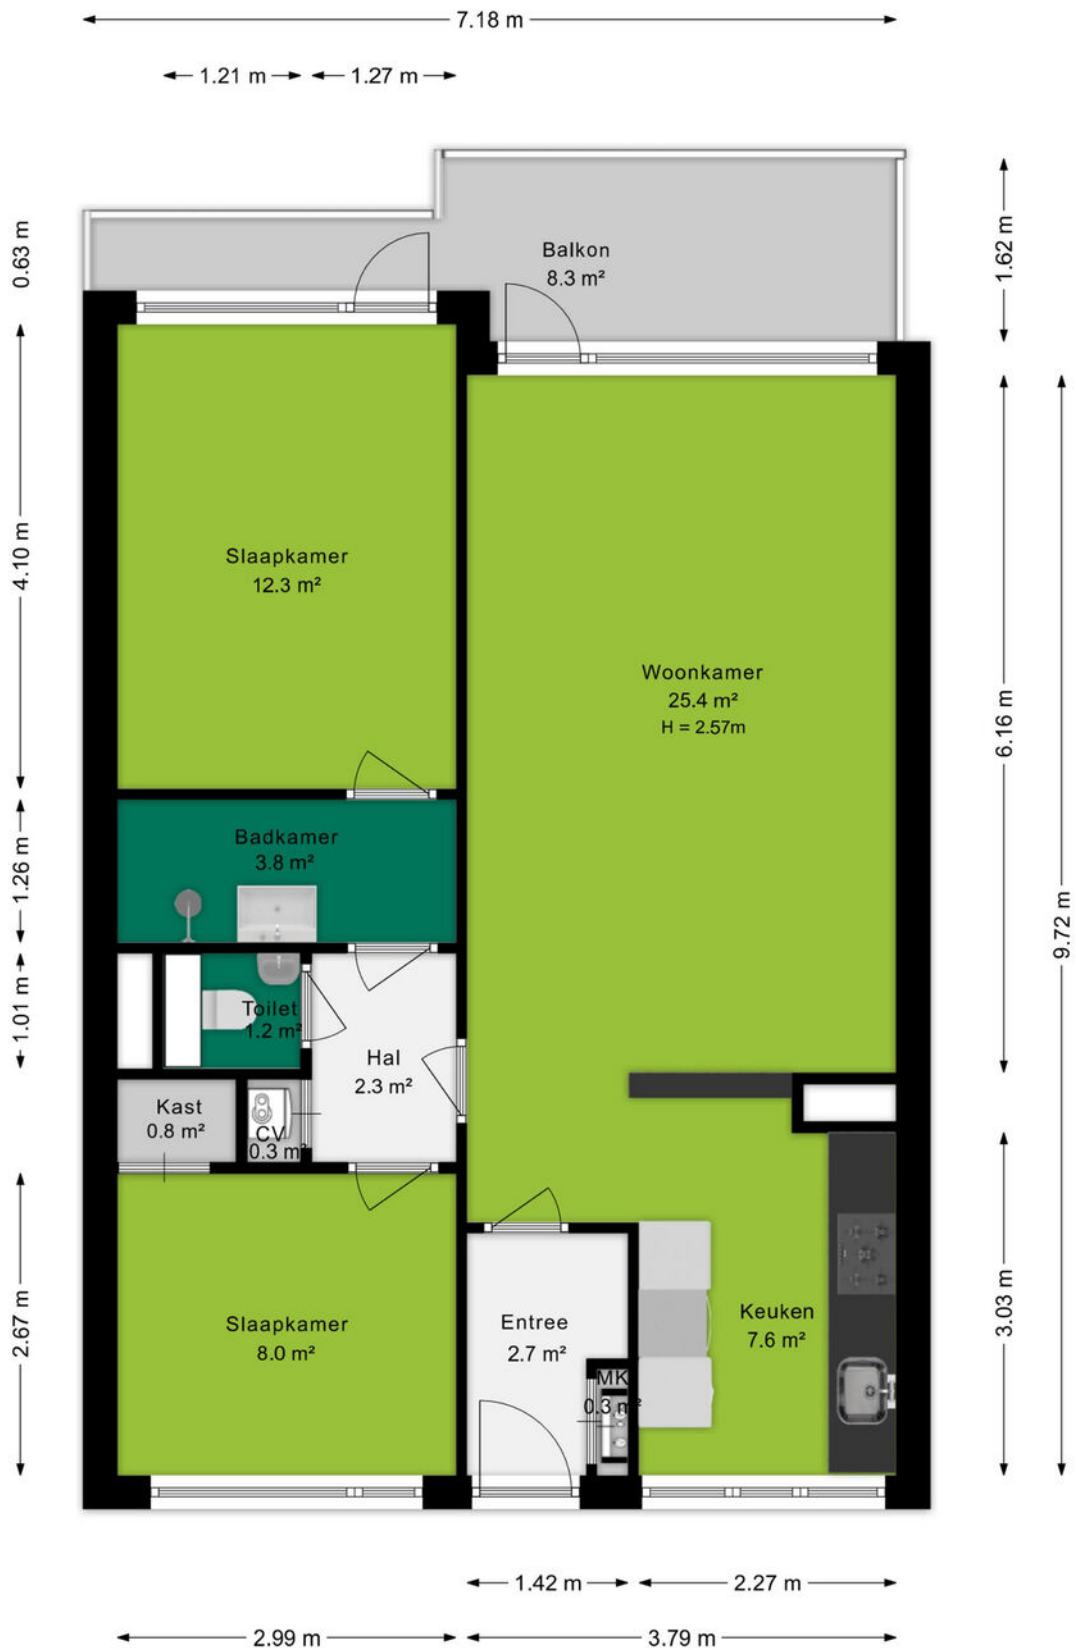 7.18 m
1.21 m
1.27 m
0.63 m
1.62 m
Balkon
8.3 m²
4.10 m
Slaapkamer
12.3 m²
Woonkamer
25.4 m²
H = 2.57m
6.16 m
9.72 m
1.26 m
Badkamer
3.8 m²
1.01 m
Toilet
1.2 m²
Hal
2.3 m²
Kast
0.8 m²
CV
0.3 m²
2.67 m
Slaapkamer
8.0 m²
Entree
2.7 m²
MK
0.3 m²
Keuken
7.6 m²
3.03 m
1.42 m
2.27 m
2.99 m
3.79 m